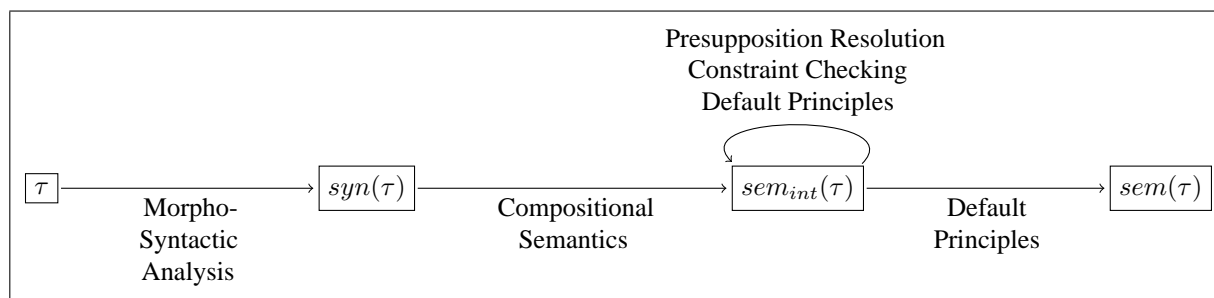 Presupposition Resolution
Constraint Checking
Default Principles
τ
syn(τ)
sem_int(τ)
sem(τ)
Morpho-
Syntactic
Analysis
Compositional
Semantics
Default
Principles